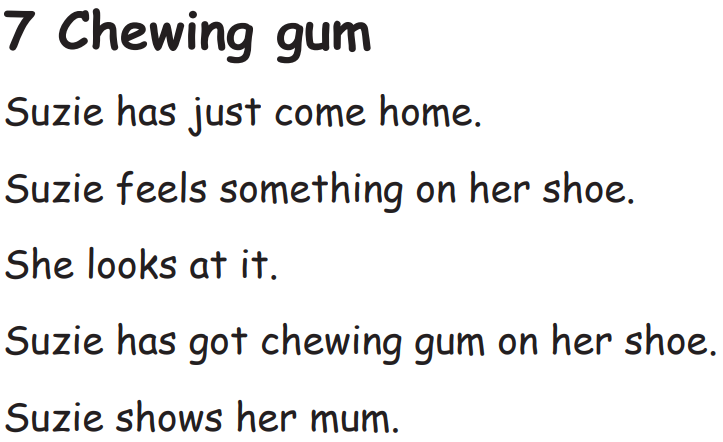 7 Chewing gum
Suzie has just come home.
Suzie feels something on her shoe.
She looks at it.
Suzie has got chewing gum on her shoe.
Suzie shows her mum.